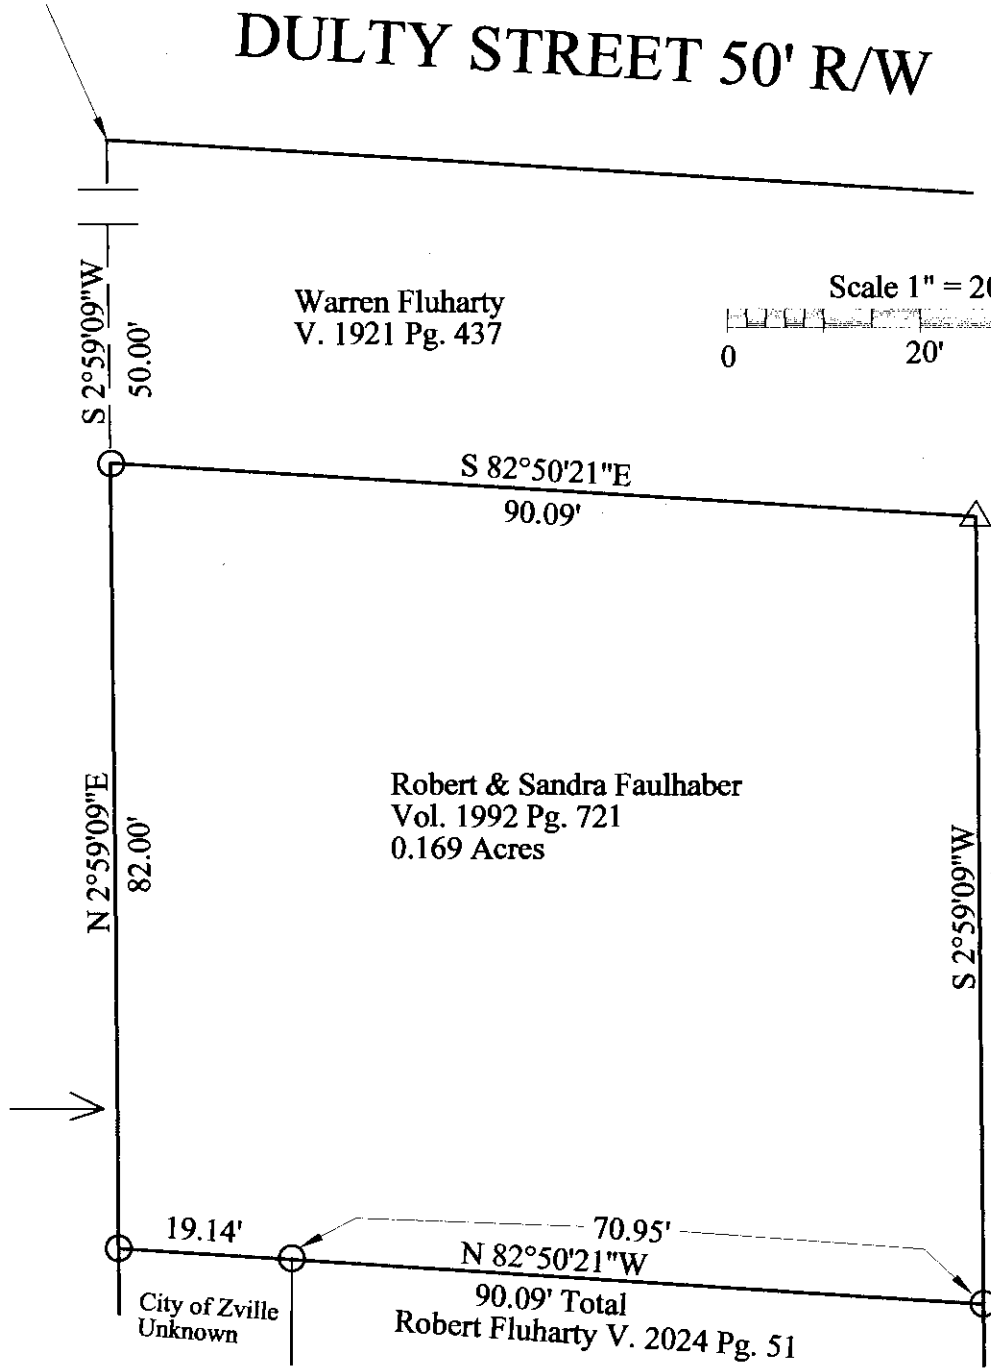 DULTY STREET 50' R/W
S 2°59'09"W
50.00'
Warren Fluharty
V. 1921 Pg. 437
Scale 1" = 20
0 20'
S 82°50'21"E
90.09'
N 2°59'09"E
82.00'
Robert & Sandra Faulhaber
Vol. 1992 Pg. 721
0.169 Acres
S 2°59'09"W
19.14'
70.95'
N 82°50'21"W
90.09' Total
City of Zville
Unknown
Robert Fluharty V. 2024 Pg. 51